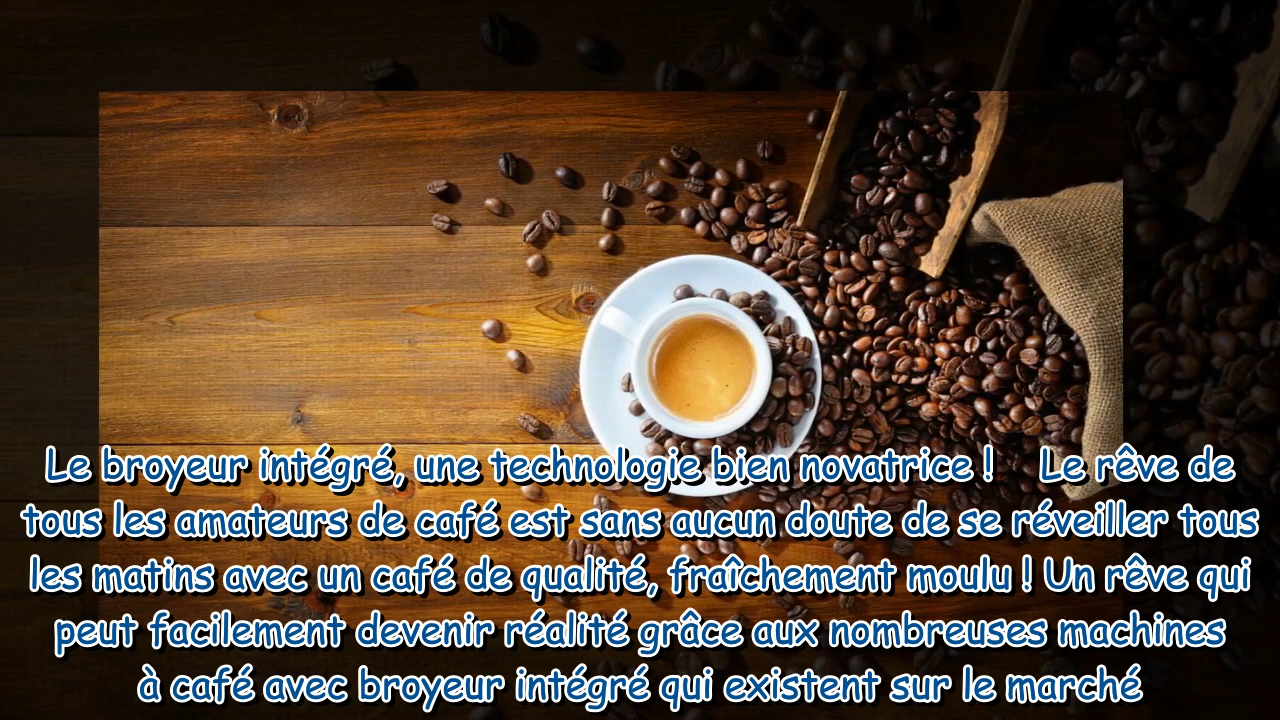 Le broyeur intégré, une technologie bien novatrice ! Le rêve de
tous les amateurs de café est sans aucun doute de se réveiller tous
les matins avec un café de qualité, fraîchement moulu ! Un rêve qui
peut facilement devenir réalité grâce aux nombreuses machines
à café avec broyeur intégré qui existent sur le marché